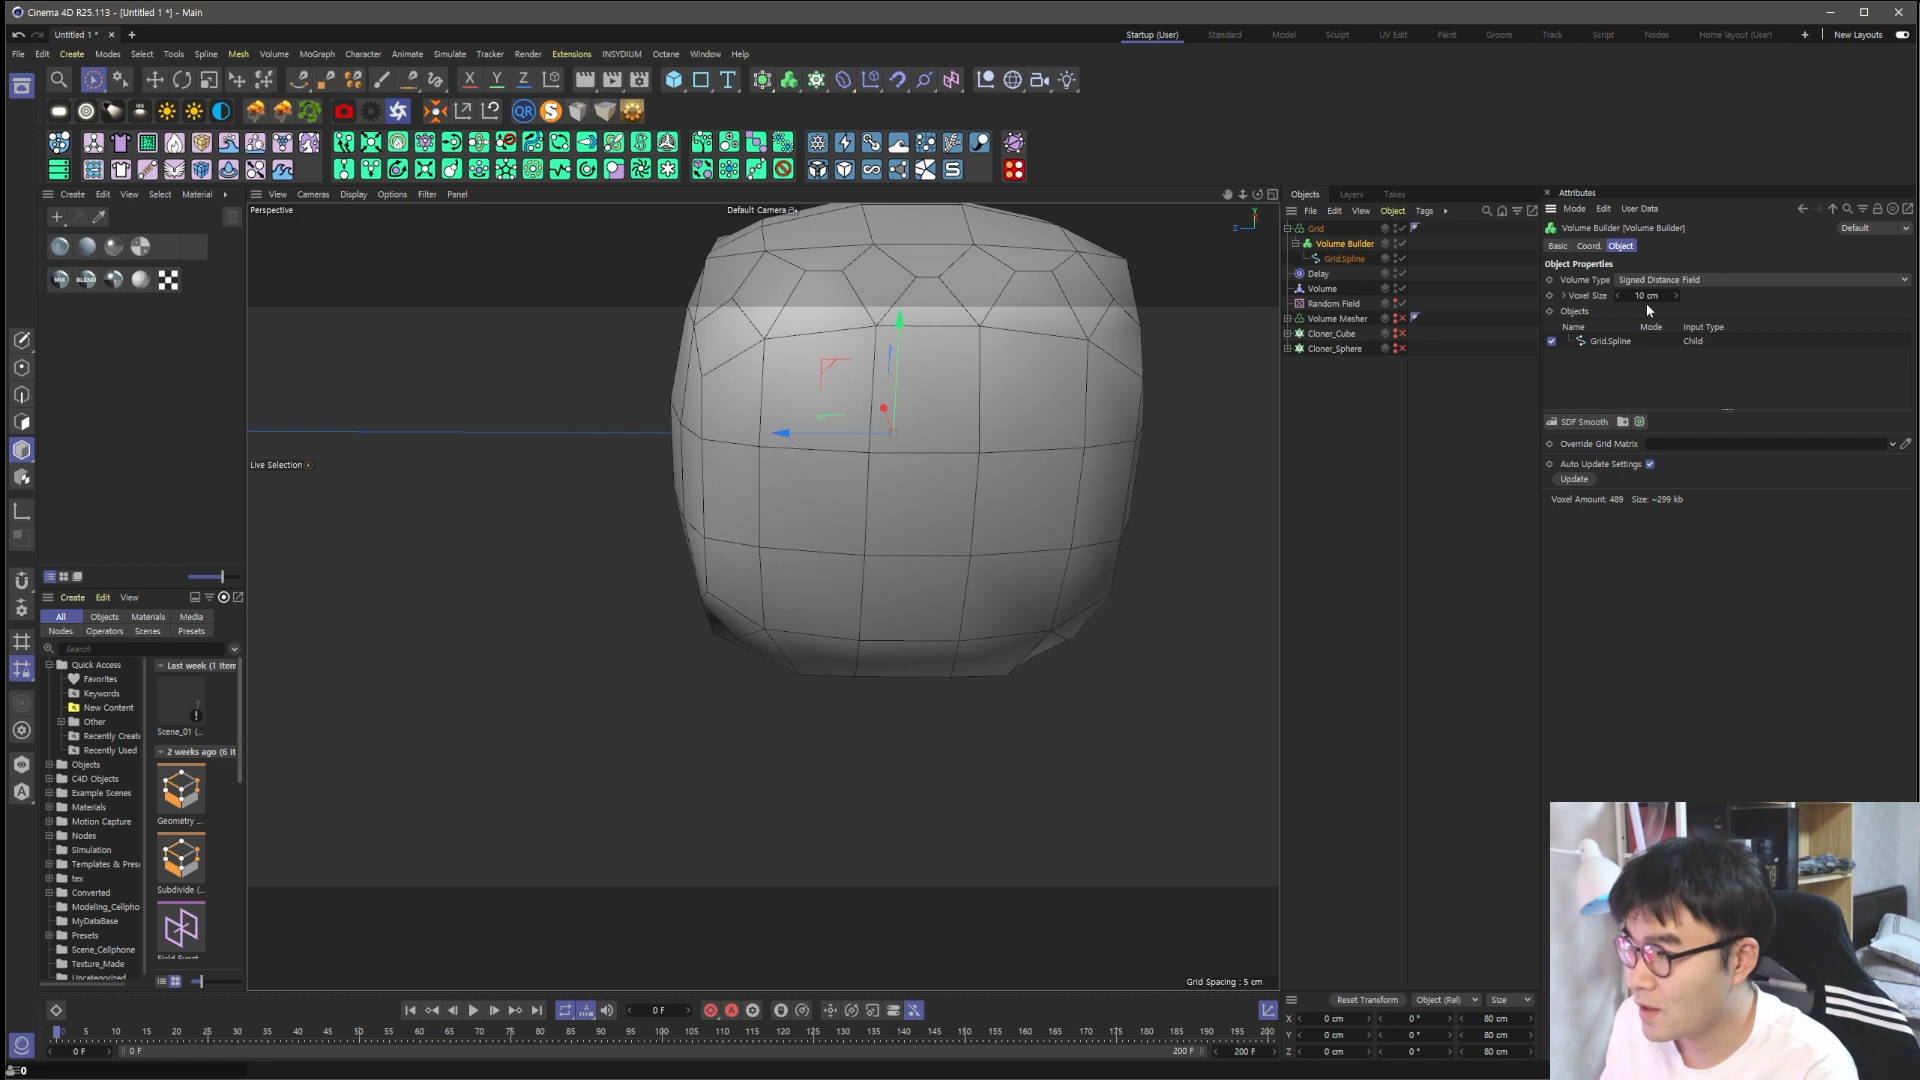 Cinema 4D R25.113 - [Untitled 1 *] - Main
Untitled 1 * × +
Startup (User) Standard Model Sculpt UV Edit Paint Groom Track Script Nodes Home layout (User) + New Layouts
File Edit Create Modes Select Tools Spline Mesh Volume MoGraph Character Animate Simulate Tracker Render Extensions INSYDIUM Octane Window Help
X Y Z T
QR S
Create Edit View Select Material
View Cameras Display Options Filter Panel
Perspective
Default Camera
Y
Z
MIX BLEND
Live Selection
Grid Spacing : 5 cm
Create Edit View
All Objects Materials Media
Nodes Operators Scenes Presets
Search
Quick Access
Favorites
Keywords
New Content
Other
Recently Create
Recently Used
Objects
C4D Objects
Example Scenes
Materials
Motion Capture
Nodes
Simulation
Templates & Prese
tex
Converted
Modeling_Cellpho
MyDataBase
Presets
Scene_Cellphone
Texture_Made
Uncategorized
Last week (1 Item
Scene_01 (...
2 weeks ago (6 It
Geometry ...
Subdivide (...
Objects Layers Takes
File Edit View Object Tags
Grid
Volume Builder
Grid.Spline
Delay
Volume
Random Field
Volume Mesher
Cloner_Cube
Cloner_Sphere
Attributes
Mode Edit User Data
Volume Builder [Volume Builder] Default
Basic Coord. Object
Object Properties
Volume Type Signed Distance Field
Voxel Size 10 cm
Objects
Name Mode Input Type
Grid.Spline Child
SDF Smooth
Override Grid Matrix
Auto Update Settings
Update
Voxel Amount: 489 Size: ~299 kb
0 F
0 5 10 15 20 25 30 35 40 45 50 55 60 65 70 75 80 85 90 95 100 105 110 115 120 125 130 135 140 145 150 155 160 165 170 175 180 185 190 195 200
0 F 0 F 200 F 200 F
Reset Transform Object (Rel) Size
X 0 cm 0 ° 80 cm
Y 0 cm 0 ° 80 cm
Z 0 cm 0 ° 80 cm